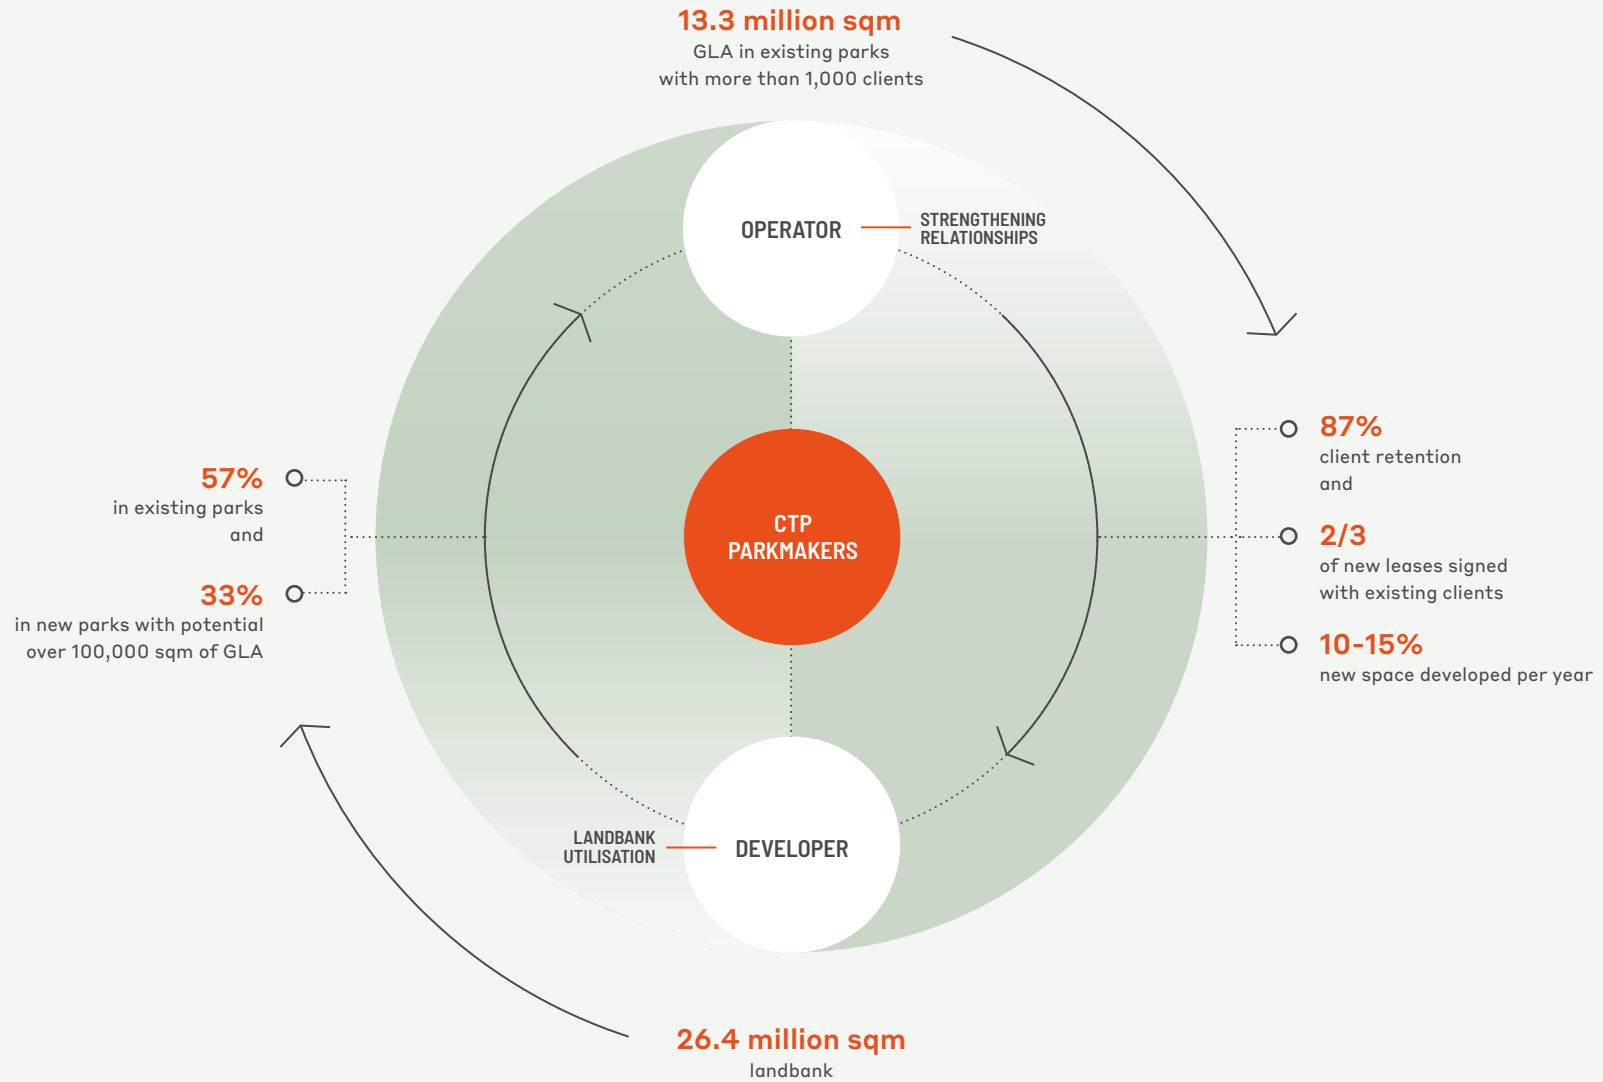 13.3 million sqm
GLA in existing parks
with more than 1,000 clients
OPERATOR
STRENGTHENING
RELATIONSHIPS
87%
client retention
and
2/3
of new leases signed
with existing clients
10-15%
new space developed per year
CTP
PARKMAKERS
57%
in existing parks
and
33%
in new parks with potential
over 100,000 sqm of GLA
LANDBANK
UTILISATION
DEVELOPER
26.4 million sqm
landbank